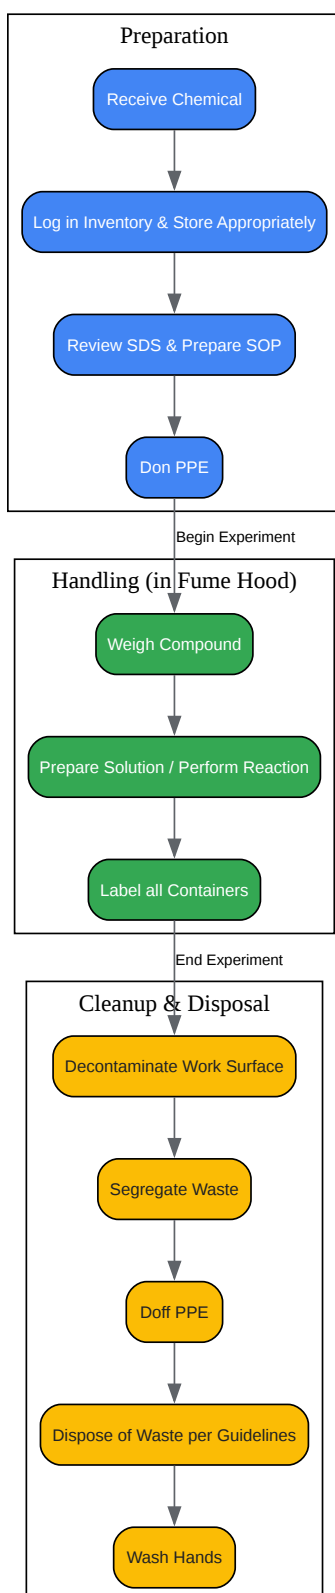 Preparation
Receive Chemical
Log in Inventory & Store Appropriately
Review SDS & Prepare SOP
Don PPE
Begin Experiment
Handling (in Fume Hood)
Weigh Compound
Prepare Solution / Perform Reaction
Label all Containers
End Experiment
Cleanup & Disposal
Decontaminate Work Surface
Segregate Waste
Doff PPE
Dispose of Waste per Guidelines
Wash Hands